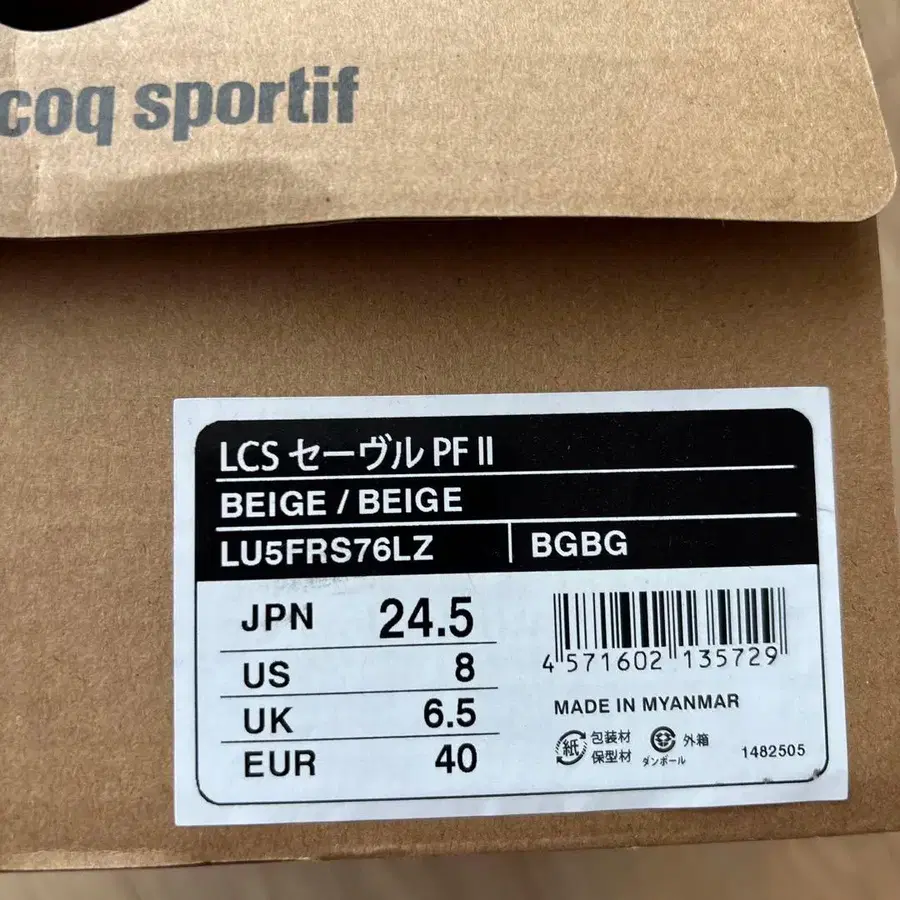 coq sportif
LCS セーヴル PF II
BEIGE / BEIGE
LU5FRS76LZ BGBG
JPN 24.5
US 8
UK 6.5
EUR 40
4 571602 135729
MADE IN MYANMAR
紙 包装材 保型材
ダンボール 外箱
1482505